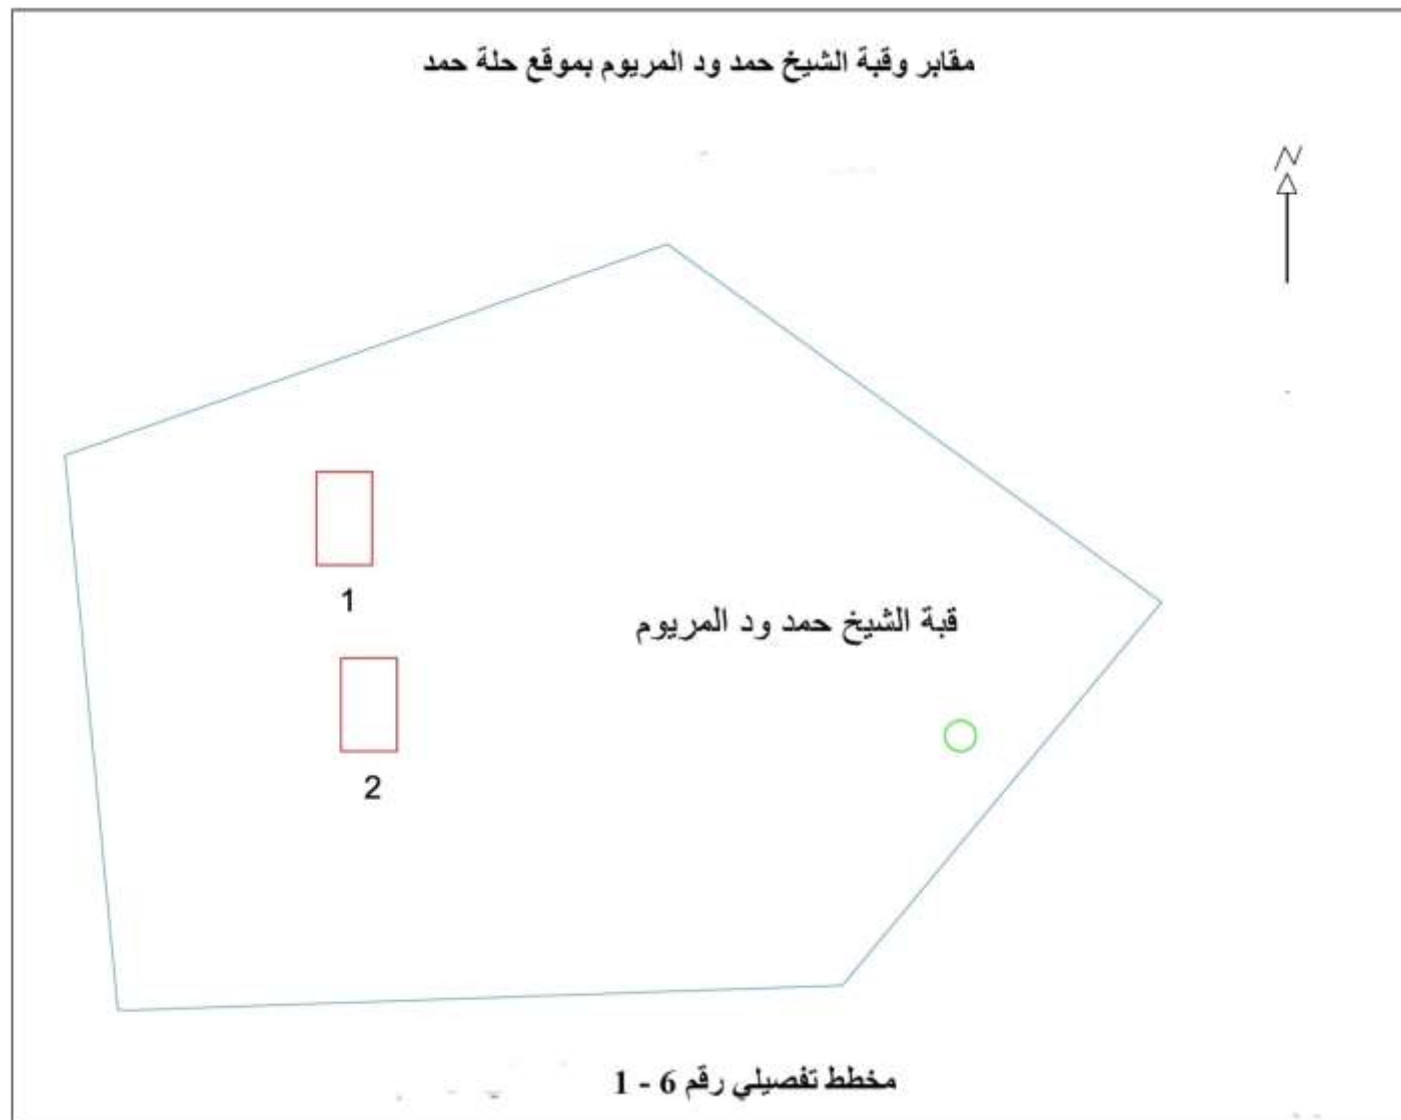 مقابر وقبة الشيخ حمد ود المريوم بموقع حلة حمد
N
1
قبة الشيخ حمد ود المريوم
2
مخطط تفصيلي رقم 6 - 1